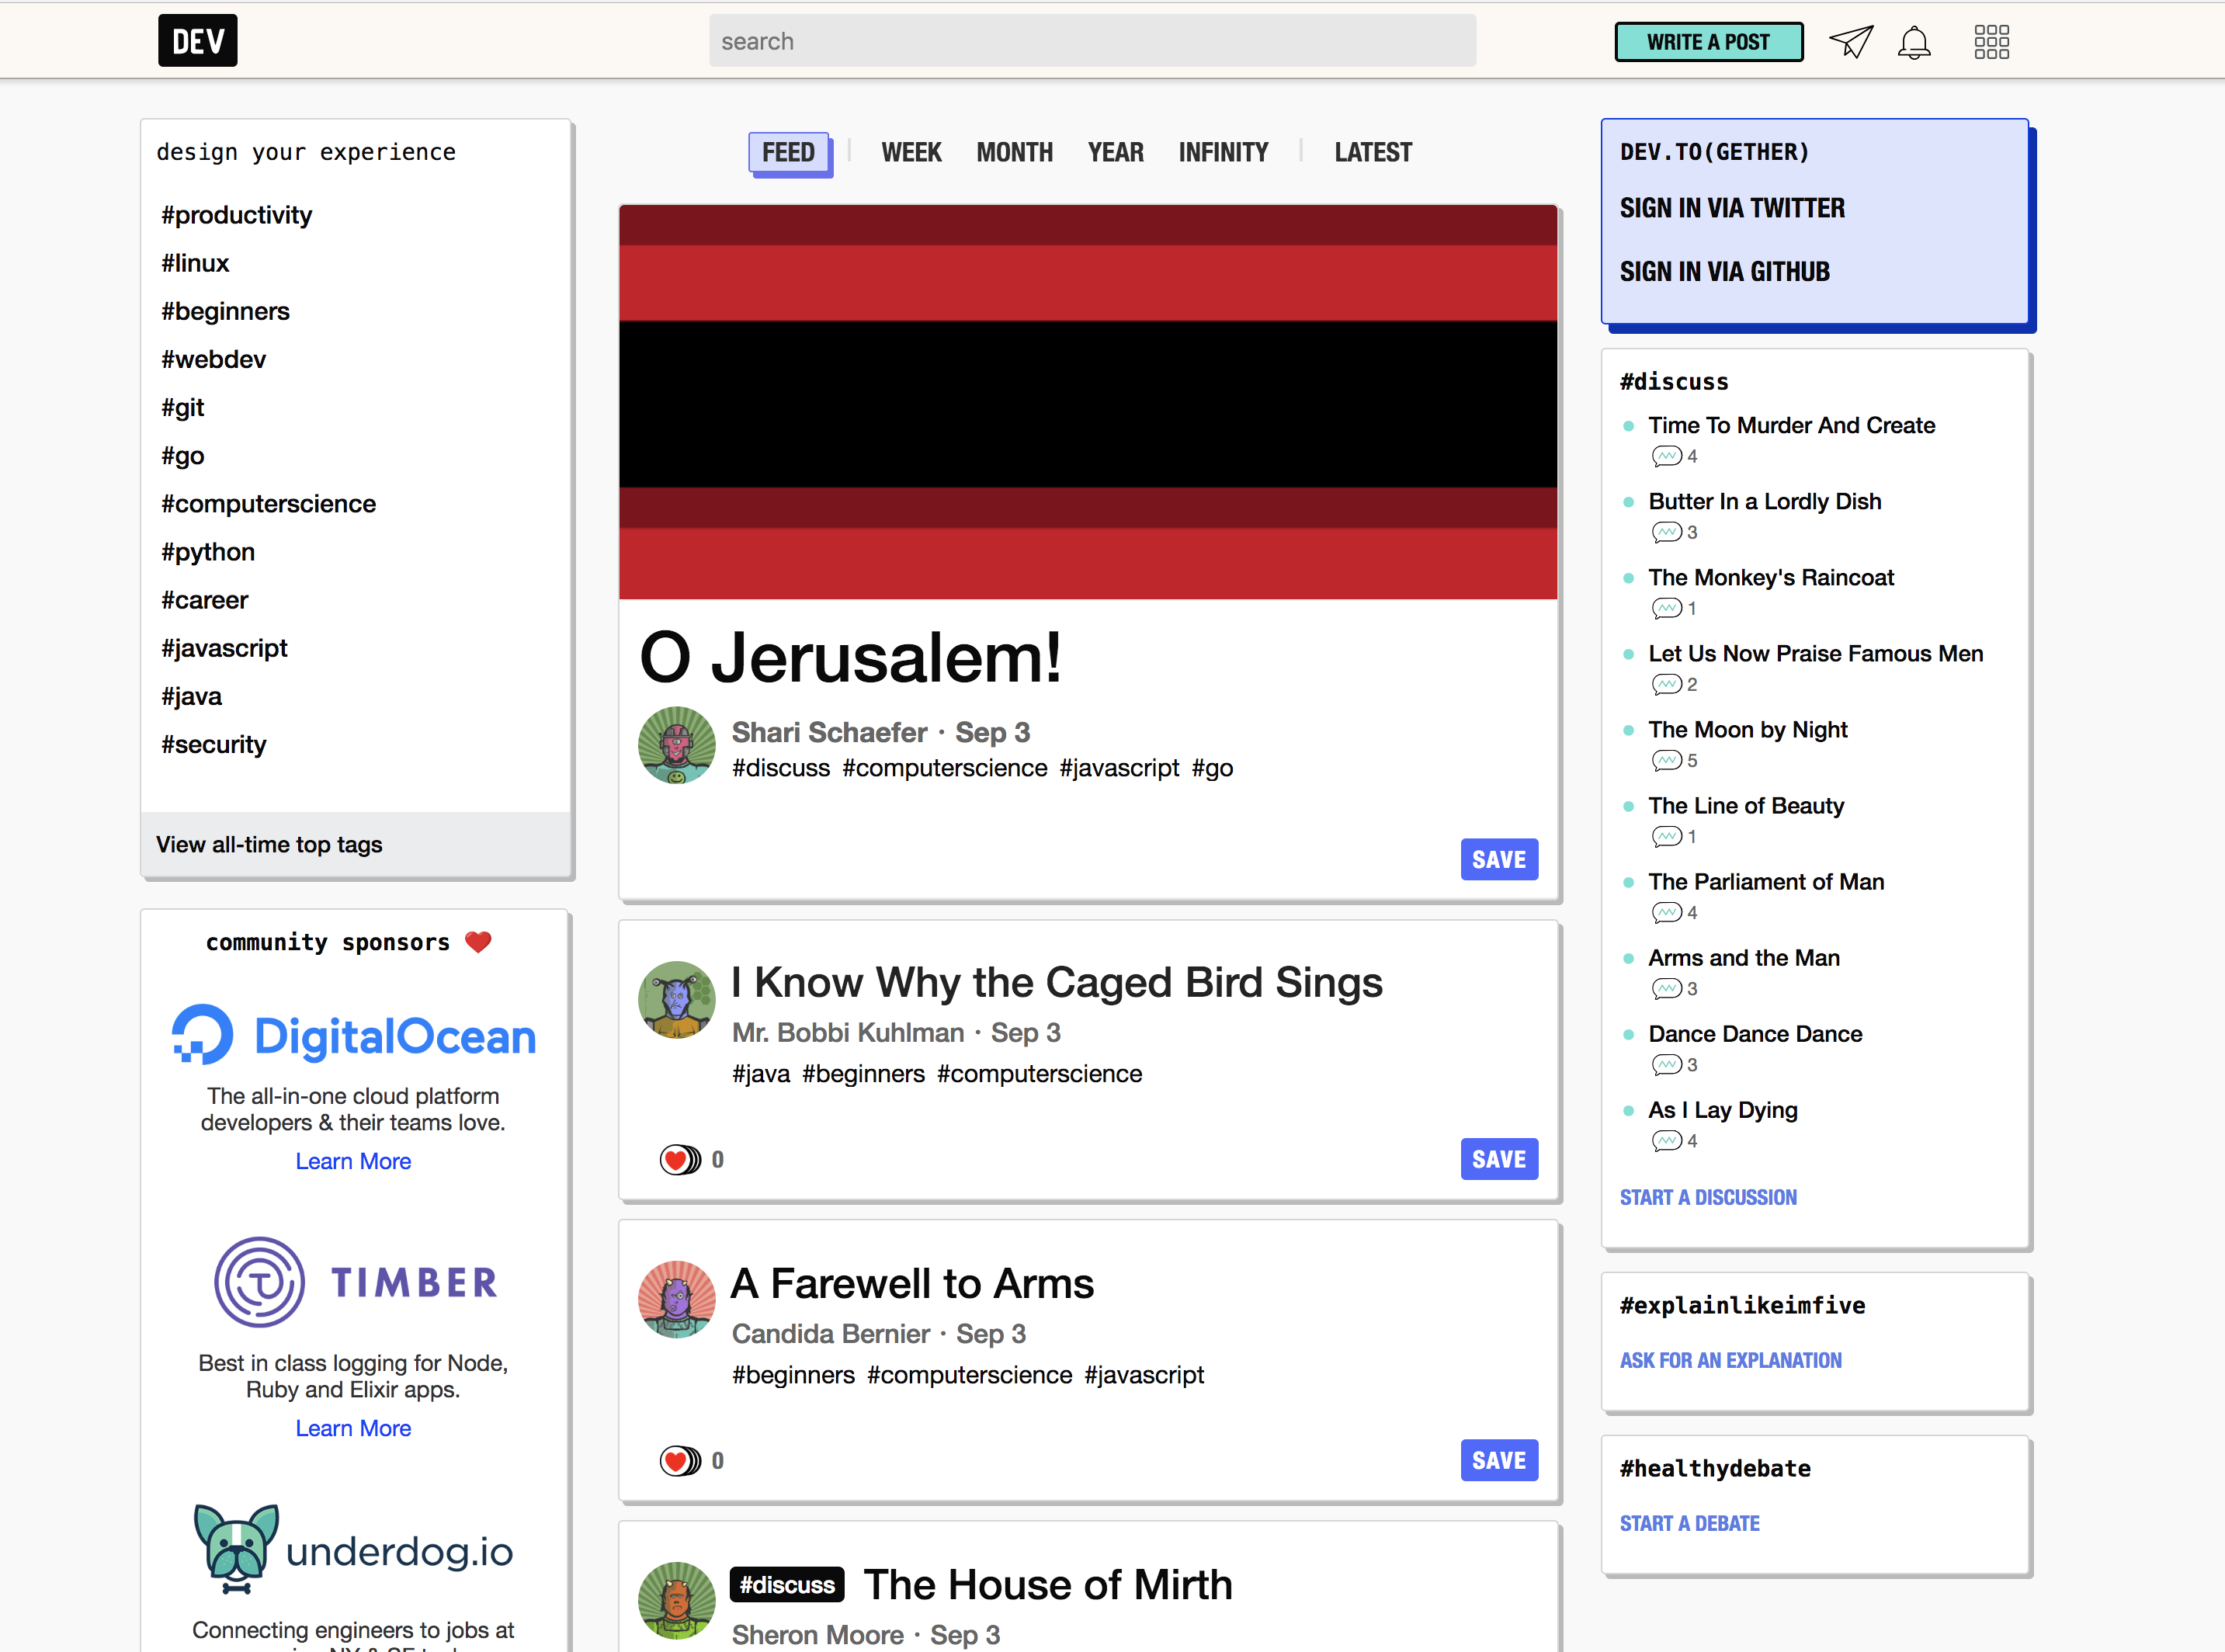 DEV
search
WRITE A POST
design your experience
#productivity
#linux
#beginners
#webdev
#git
#go
#computerscience
#python
#career
#javascript
#java
#security
View all-time top tags
community sponsors ❤️
DigitalOcean
The all-in-one cloud platform
developers & their teams love.
Learn More
TIMBER
Best in class logging for Node,
Ruby and Elixir apps.
Learn More
underdog.io
Connecting engineers to jobs at
FEED | WEEK MONTH YEAR INFINITY | LATEST
O Jerusalem!
Shari Schaefer · Sep 3
#discuss #computerscience #javascript #go
SAVE
I Know Why the Caged Bird Sings
Mr. Bobbi Kuhlman · Sep 3
#java #beginners #computerscience
0
SAVE
A Farewell to Arms
Candida Bernier · Sep 3
#beginners #computerscience #javascript
0
SAVE
#discuss The House of Mirth
Sheron Moore · Sep 3
DEV.TO(GETHER)
SIGN IN VIA TWITTER
SIGN IN VIA GITHUB
#discuss
Time To Murder And Create
4
Butter In a Lordly Dish
3
The Monkey's Raincoat
1
Let Us Now Praise Famous Men
2
The Moon by Night
5
The Line of Beauty
1
The Parliament of Man
4
Arms and the Man
3
Dance Dance Dance
3
As I Lay Dying
4
START A DISCUSSION
#explainlikeimfive
ASK FOR AN EXPLANATION
#healthydebate
START A DEBATE